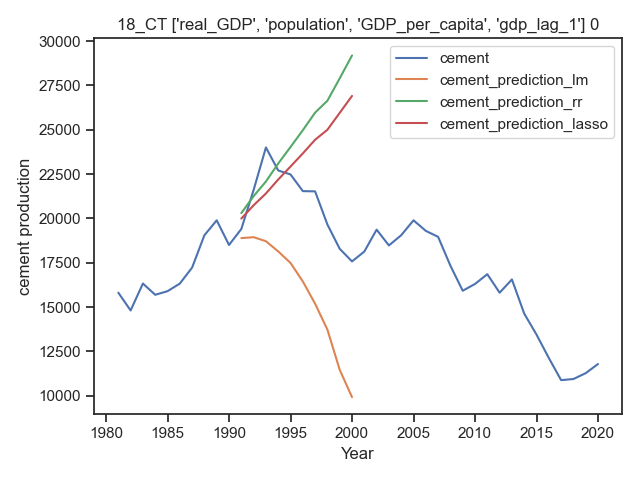 18_CT ['real_GDP', 'population', 'GDP_per_capita', 'gdp_lag_1'] 0
30000
27500
25000
22500
20000
17500
15000
12500
10000
cement production
cement
cement_prediction_lm
cement_prediction_rr
cement_prediction_lasso
1980 1985 1990 1995 2000 2005 2010 2015 2020
Year